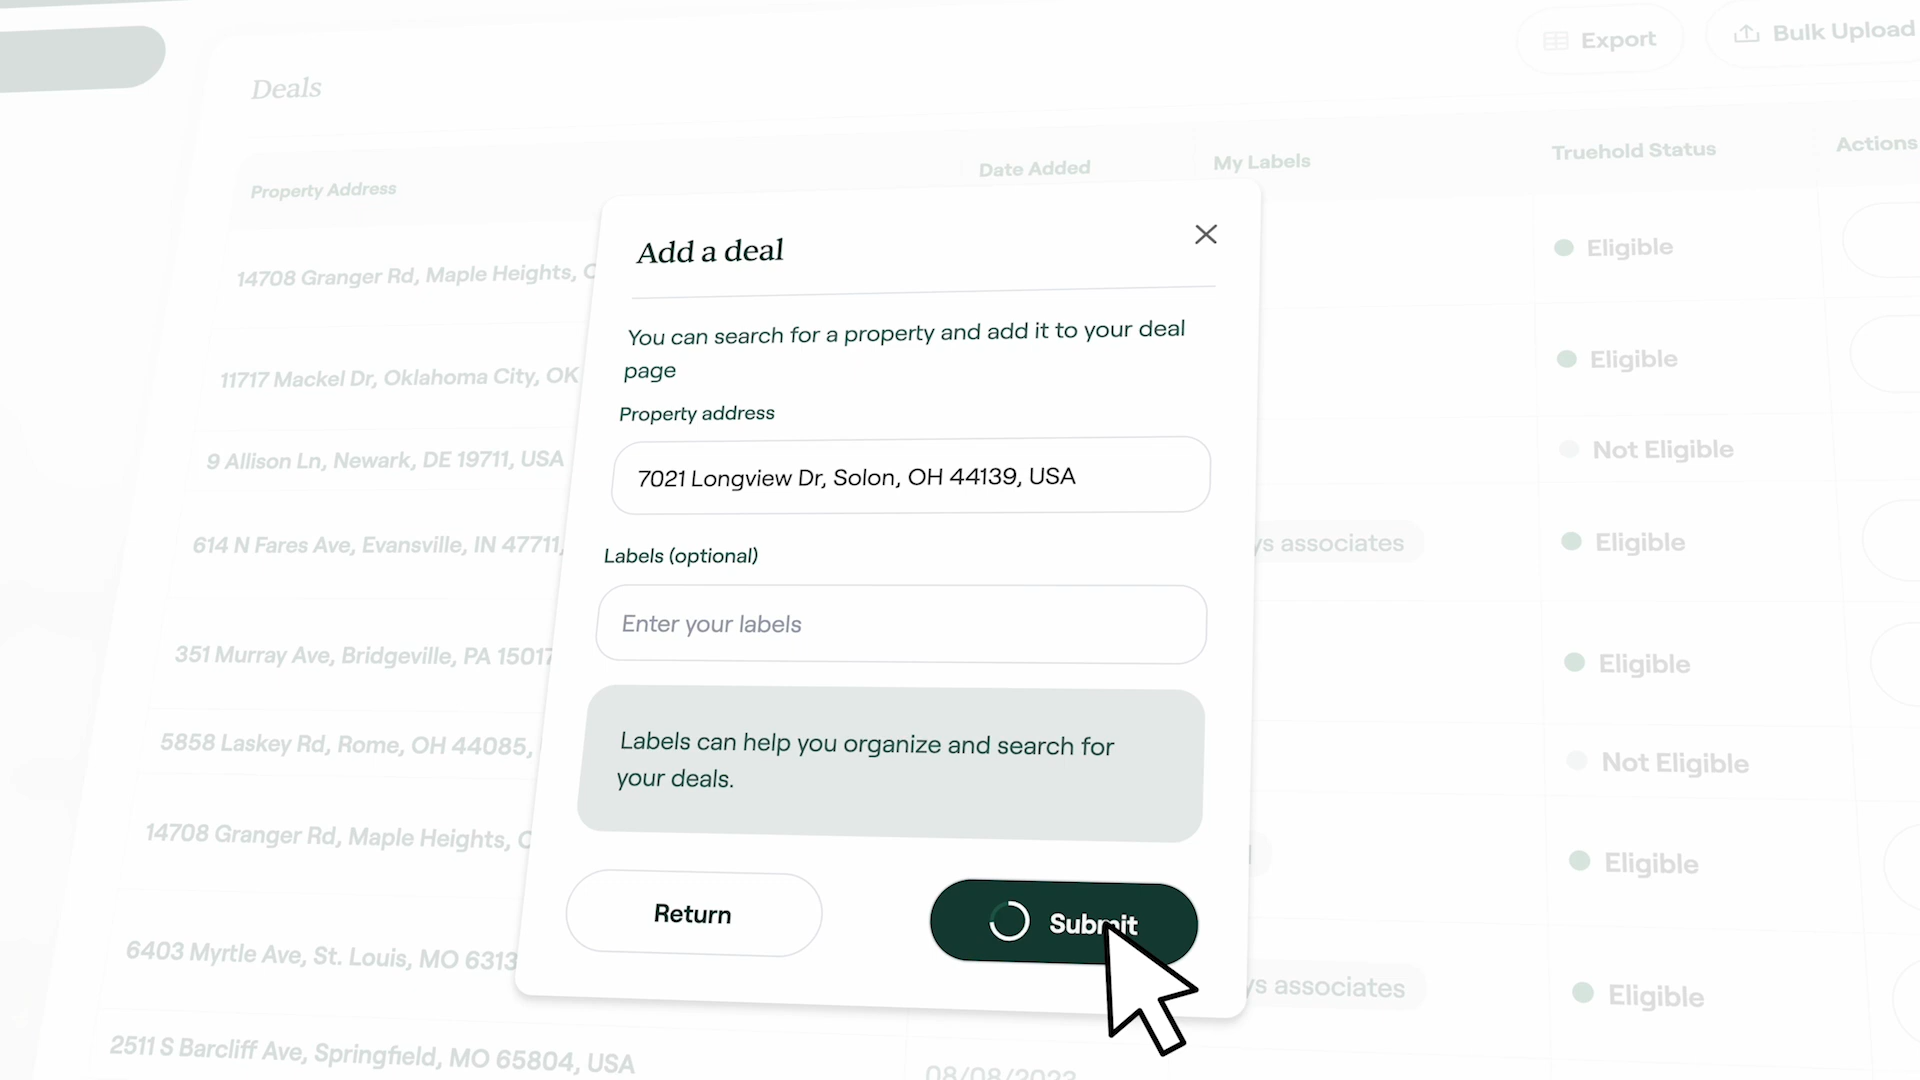 Export
Bulk Upload
Deals
Property Address
Date Added
My Labels
Truehold Status
Actions
Add a deal
14708 Granger Rd, Maple Heights,
Eligible
You can search for a property and add it to your deal
page
11717 Mackel Dr, Oklahoma City, OK
Eligible
Property address
9 Allison Ln, Newark, DE 19711, USA
Not Eligible
7021 Longview Dr, Solon, OH 44139, USA
614 N Fares Ave, Evansville, IN 47711,
associates
Eligible
Labels (optional)
Enter your labels
351 Murray Ave, Bridgeville, PA 15017
Eligible
5858 Laskey Rd, Rome, OH 44085,
Not Eligible
Labels can help you organize and search for
your deals.
14708 Granger Rd, Maple Heights,
Eligible
Return
Submit
6403 Myrtle Ave, St. Louis, MO
associates
Eligible
2511 S Barcliff Ave, Springfield, MO 65804, USA